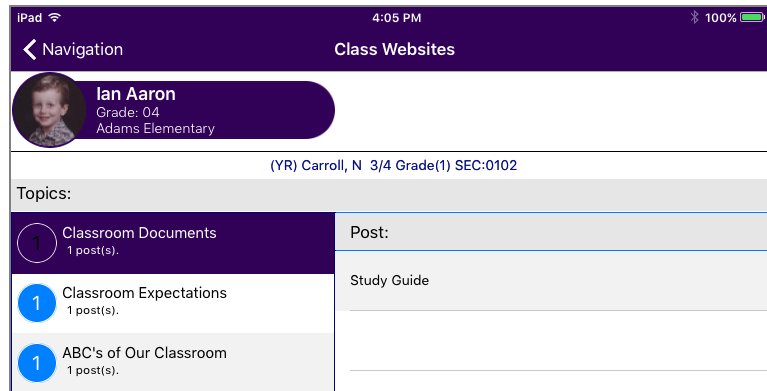 iPad 4:05 PM 100%
Navigation Class Websites
Ian Aaron
Grade: 04
Adams Elementary
(YR) Carroll, N  3/4 Grade(1) SEC:0102
Topics:
1 Classroom Documents
1 post(s).
1 Classroom Expectations
1 post(s).
1 ABC's of Our Classroom
1 post(s).
Post:
Study Guide